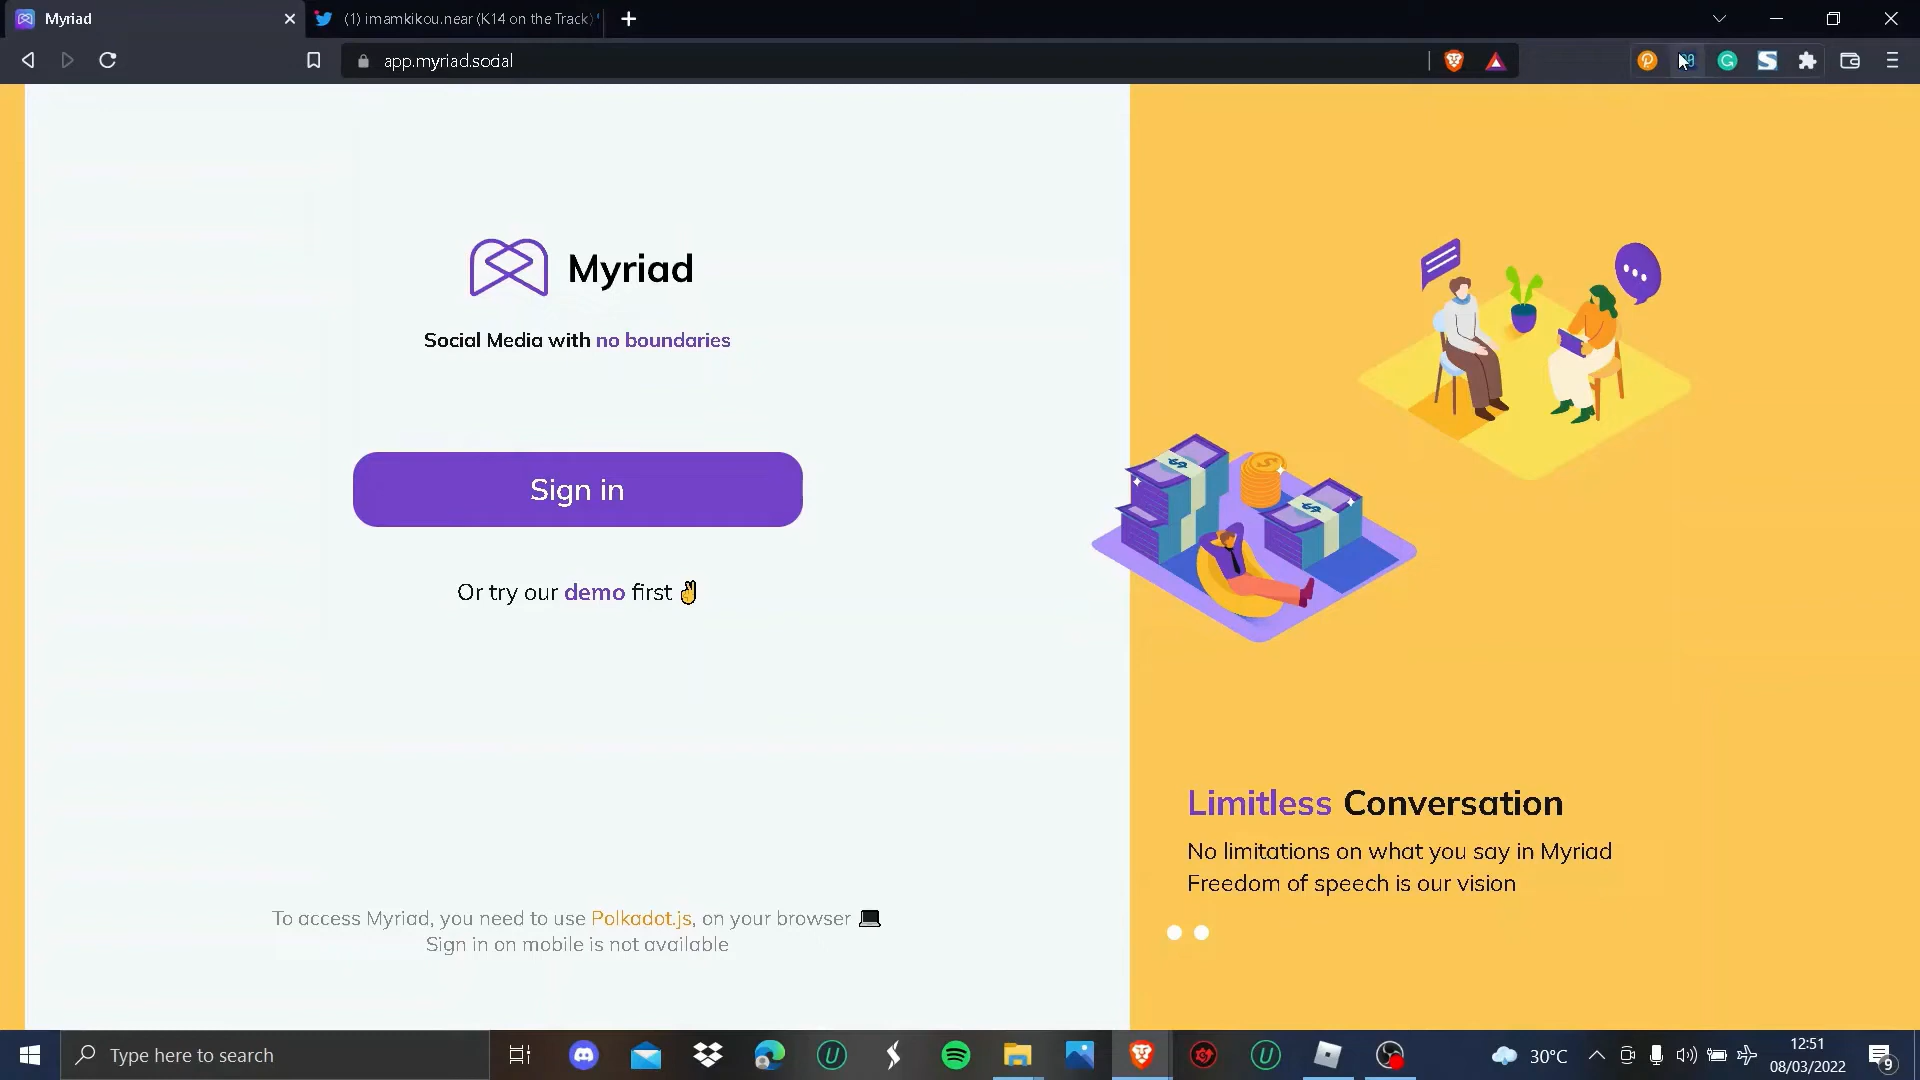 Myriad
(1) imamkikou.near (K14 on the Track)
app.myriad.social
Myriad
Social Media with no boundaries
Sign in
Or try our demo first ✌
To access Myriad, you need to use Polkadot.js, on your browser 💻
Sign in on mobile is not available
Limitless Conversation
No limitations on what you say in Myriad
Freedom of speech is our vision
Type here to search
30°C
12:51
08/03/2022
9